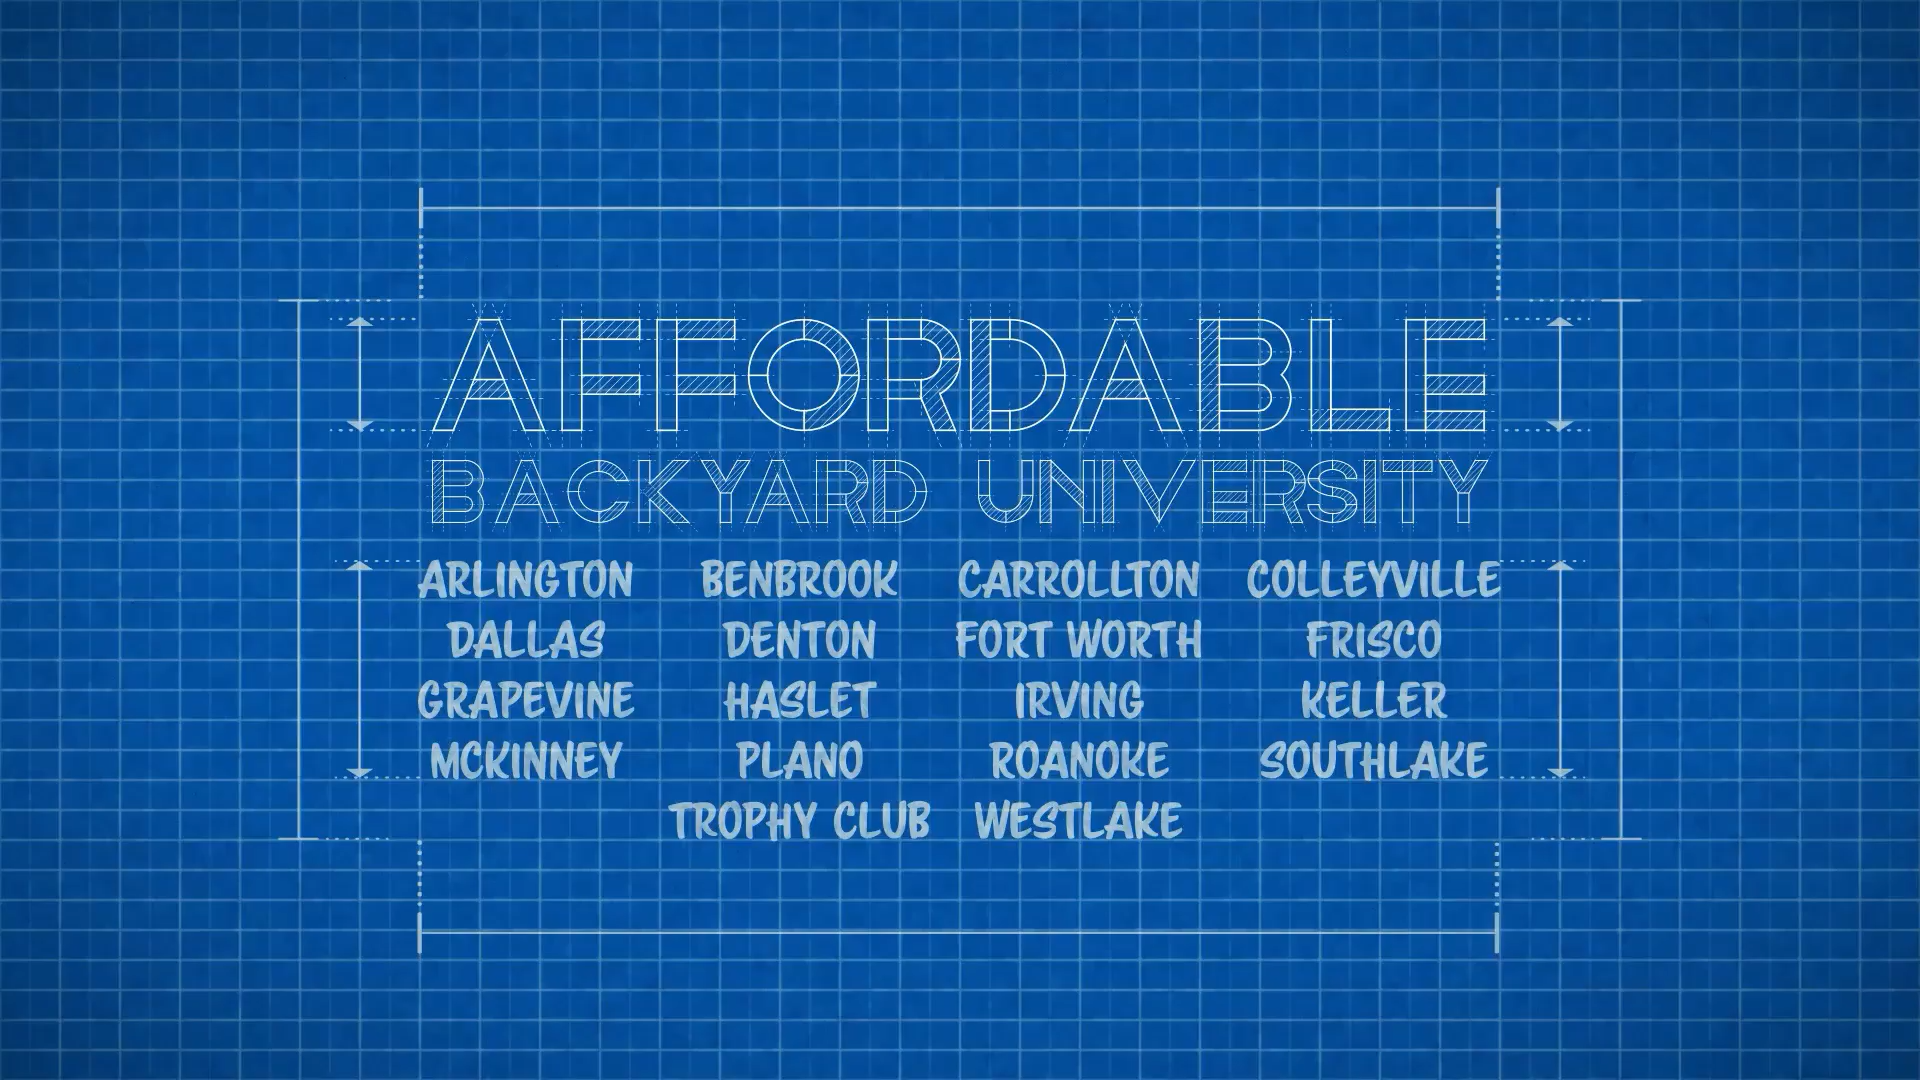 AFFORDABLE
BACKYARD UNIVERSITY
ARLINGTON BENBROOK CARROLLTON COLLEYVILLE
DALLAS DENTON FORT WORTH FRISCO
GRAPEVINE HASLET IRVING KELLER
MCKINNEY PLANO ROANOKE SOUTHLAKE
TROPHY CLUB WESTLAKE